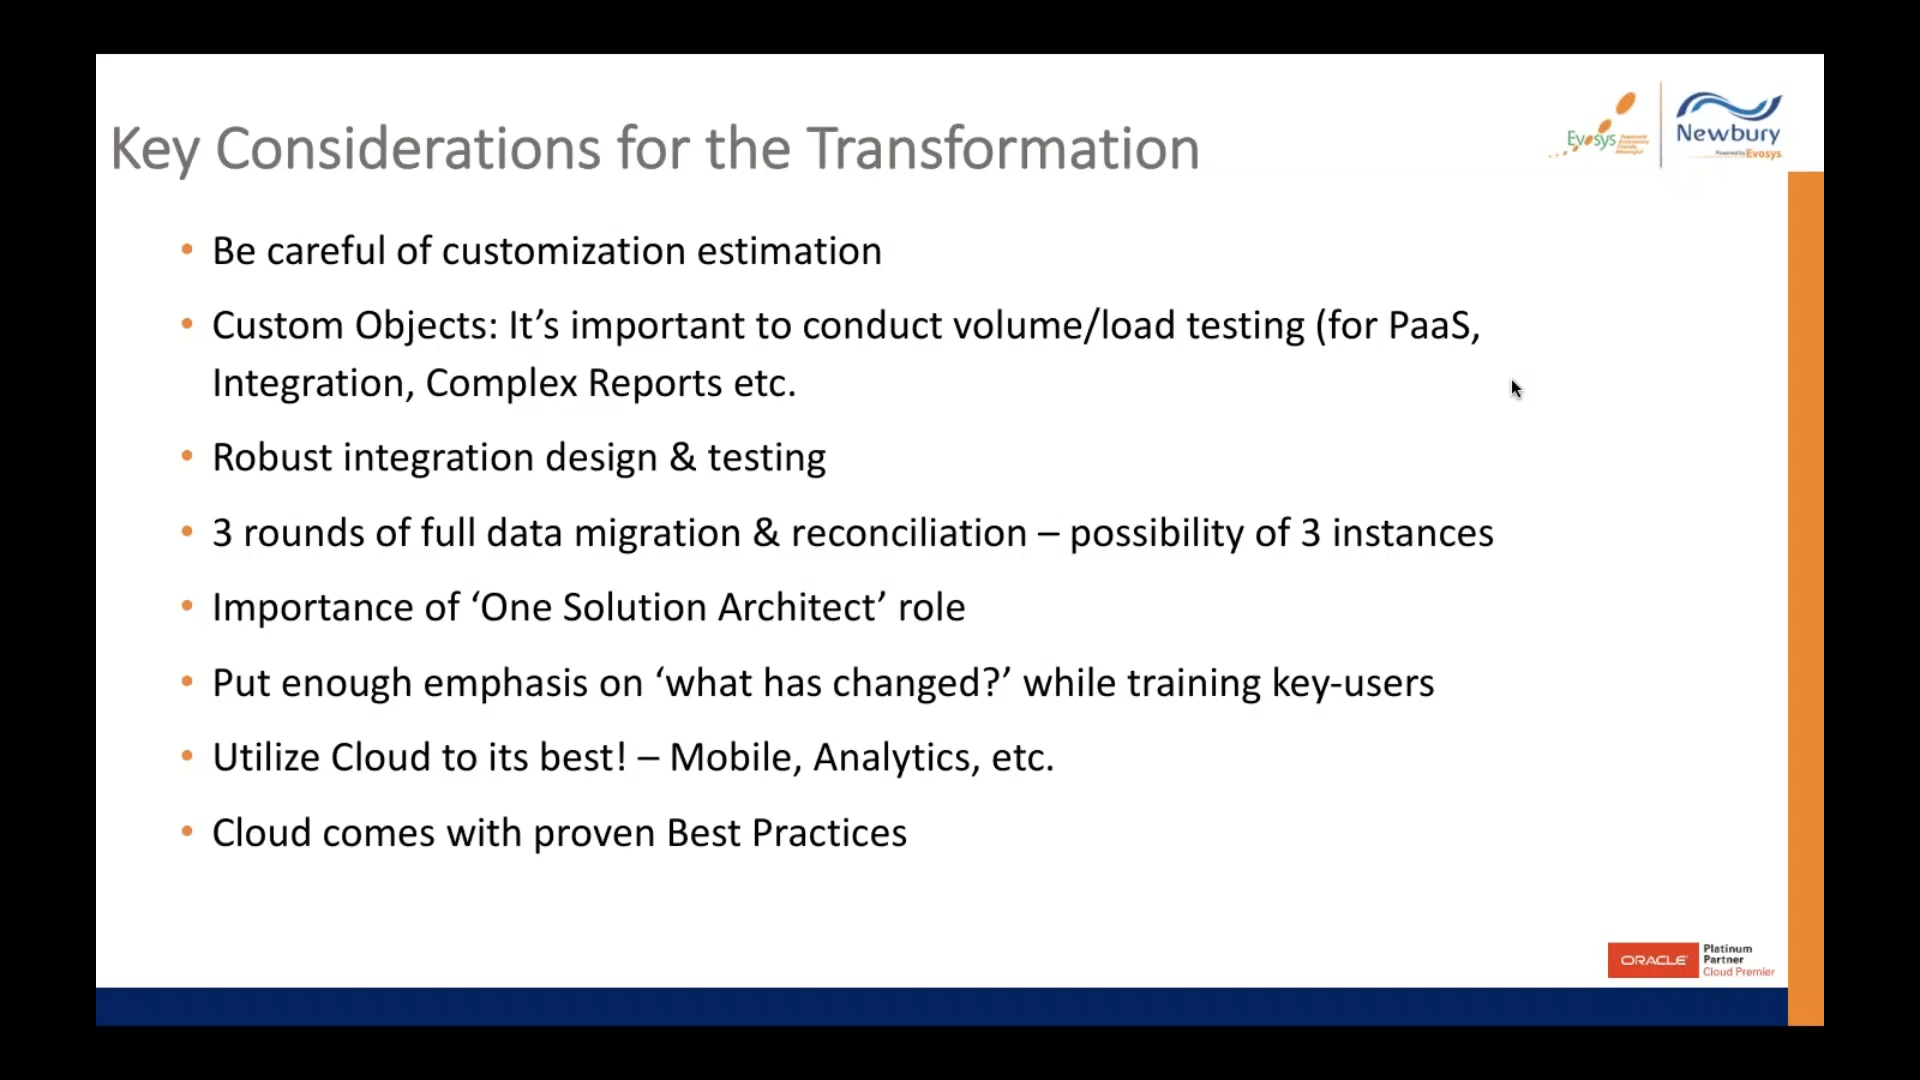 Key Considerations for the Transformation
Evosys
Newbury
Powered by Evosys
• Be careful of customization estimation
• Custom Objects: It’s important to conduct volume/load testing (for PaaS,
Integration, Complex Reports etc.
• Robust integration design & testing
• 3 rounds of full data migration & reconciliation – possibility of 3 instances
• Importance of ‘One Solution Architect’ role
• Put enough emphasis on ‘what has changed?’ while training key-users
• Utilize Cloud to its best! – Mobile, Analytics, etc.
• Cloud comes with proven Best Practices
ORACLE
Platinum
Partner
Cloud Premier